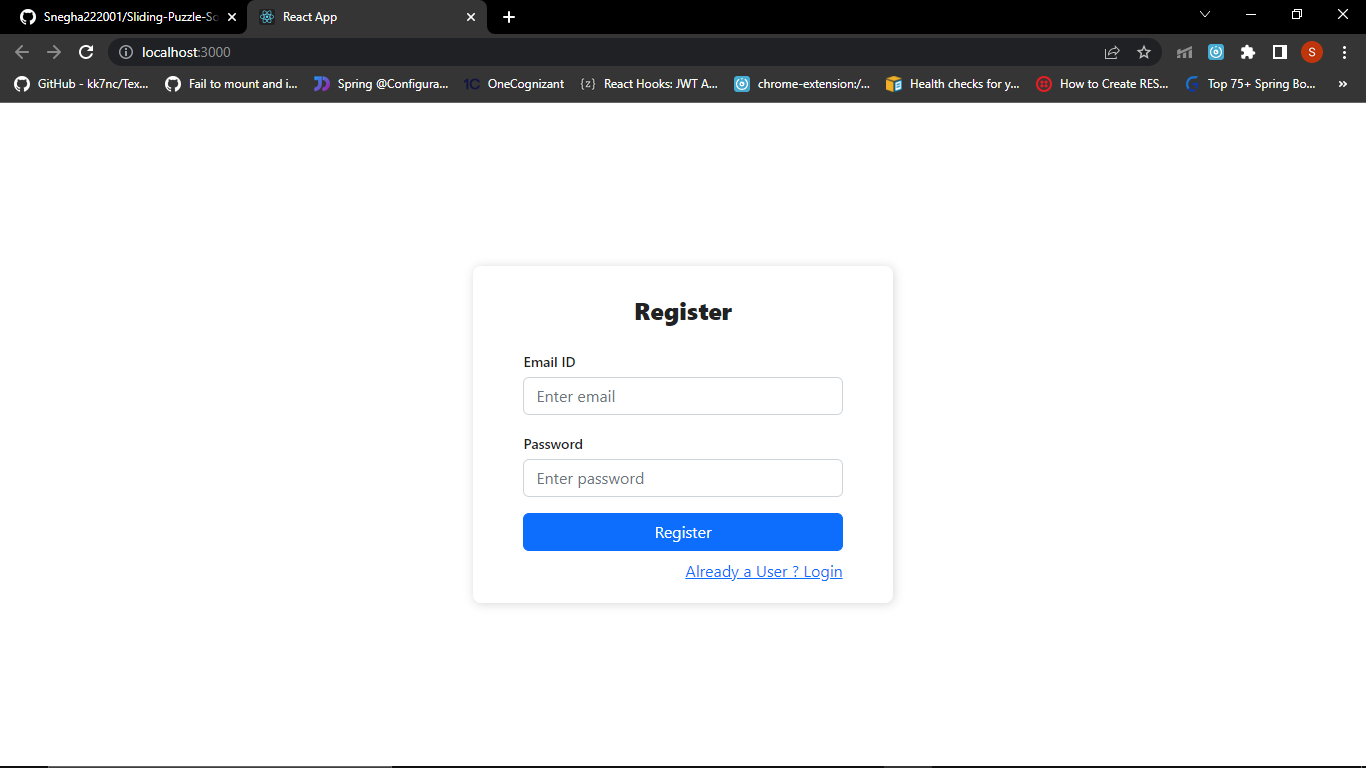 Snegha222001/Sliding-Puzzle-So
React App
localhost:3000
S
GitHub - kk7nc/Tex...
Fail to mount and i...
Spring @Configura...
1C OneCognizant
{z} React Hooks: JWT A...
chrome-extension:/...
Health checks for y...
How to Create RES...
Top 75+ Spring Bo...
»
Register
Email ID
Enter email
Password
Enter password
Register
Already a User ? Login